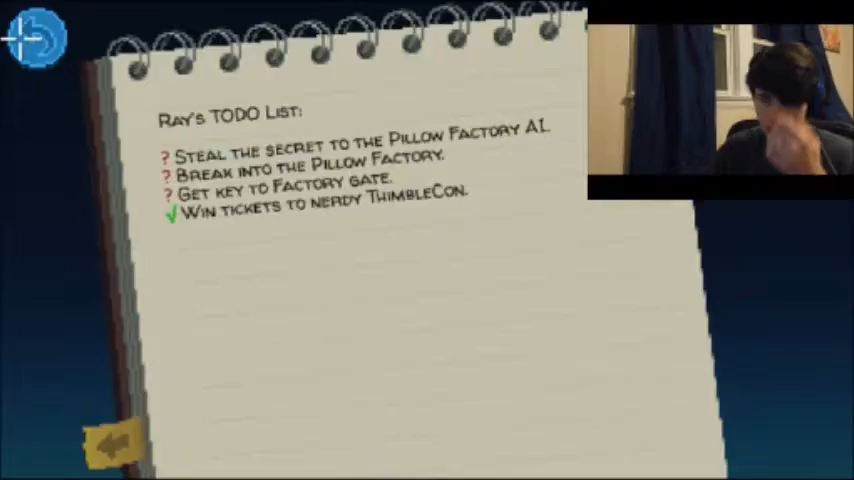 Ray's TODO List:
? Steal the secret to the Pillow Factory A.I.
? Break into the Pillow Factory.
? Get key to Factory gate.
√ Win tickets to nerdy ThimbleCon.